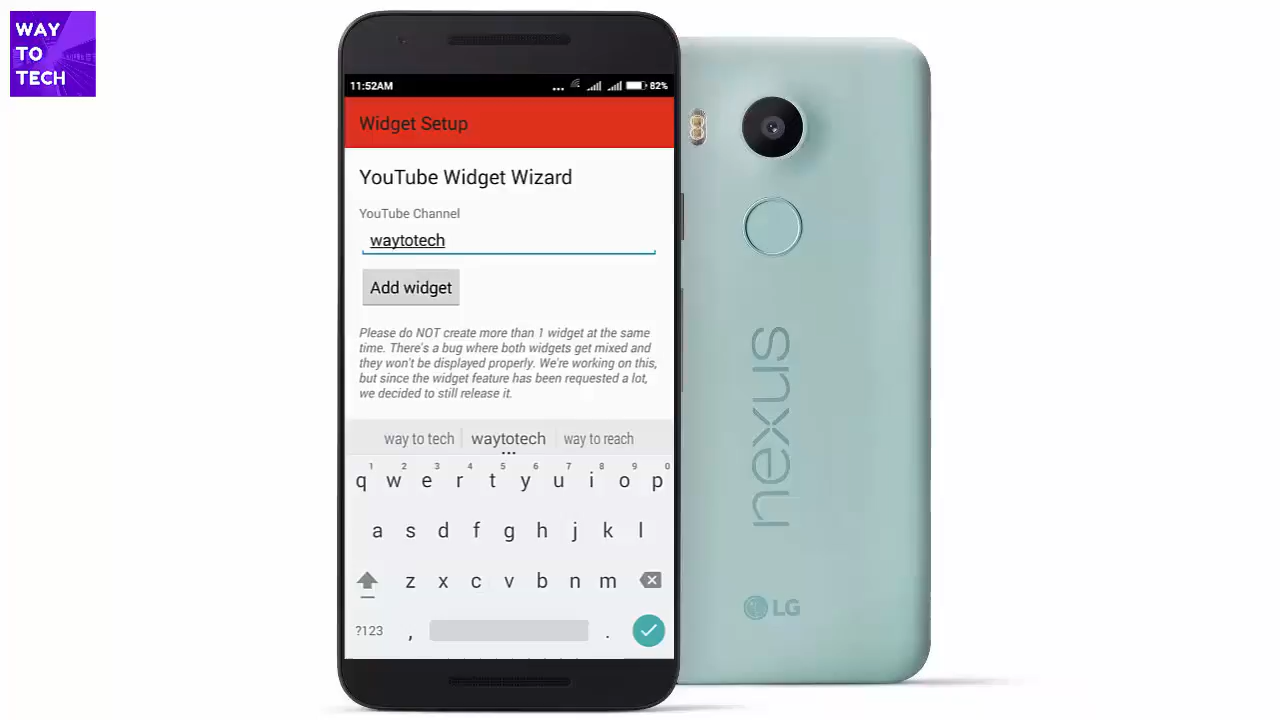 WAY
TO
TECH
11:52AM
82%
Widget Setup
YouTube Widget Wizard
YouTube Channel
waytotech
Add widget
Please do NOT create more than 1 widget at the same
time. There's a bug where both widgets get mixed and
they won't be displayed properly. We're working on this,
but since the widget feature has been requested a lot,
we decided to still release it.
way to tech waytotech way to reach
1 2 3 4 5 6 7 8 9 0
q w e r t y u i o p
a s d f g h j k l
z x c v b n m
?123 , .
nexus
LG